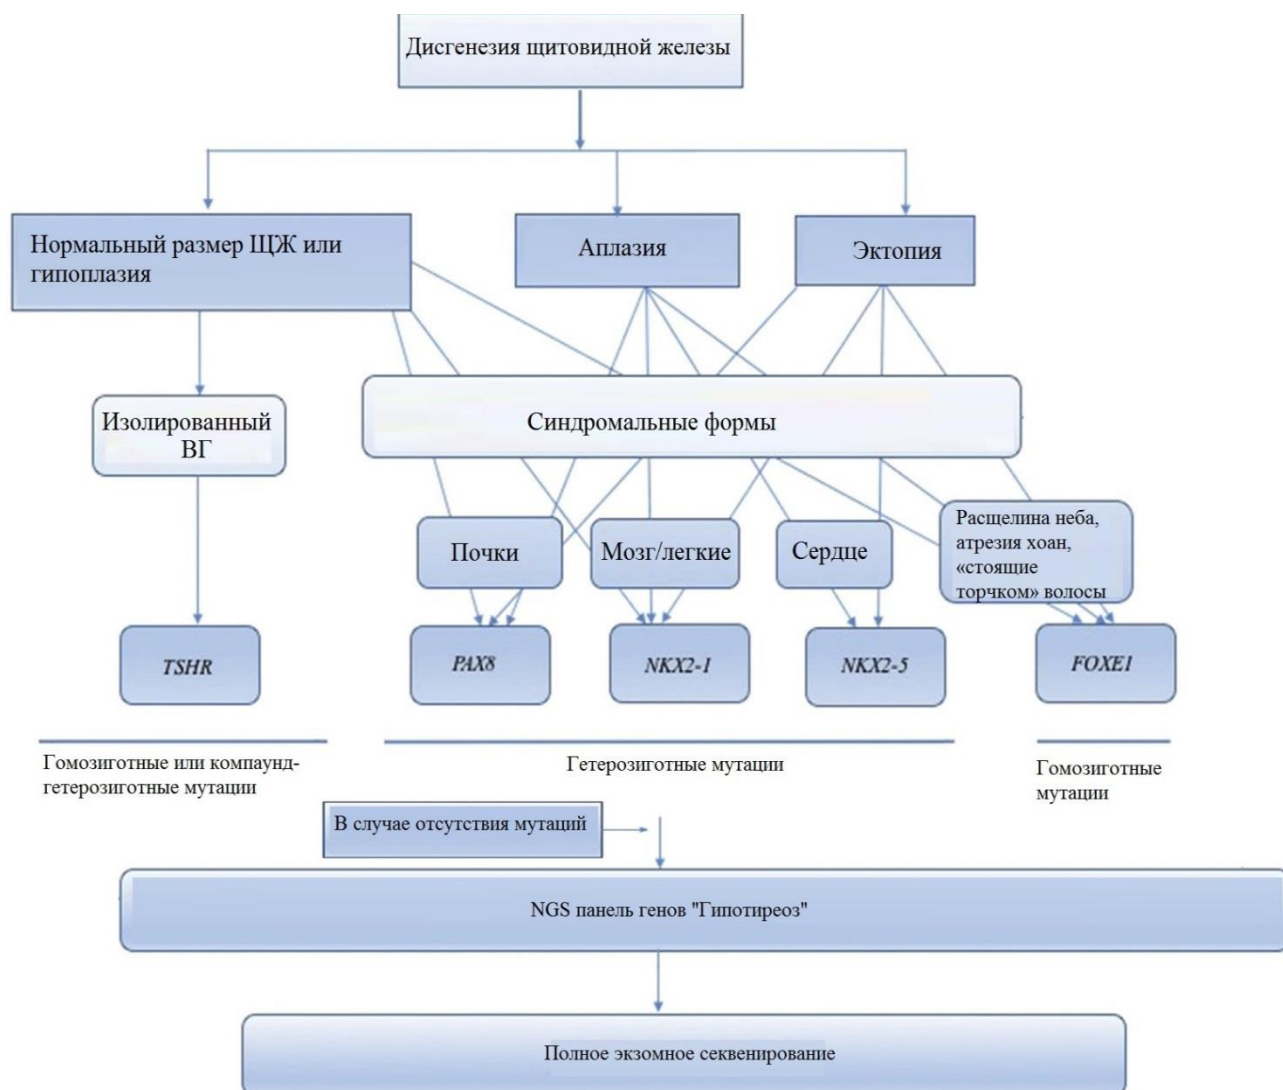 Дисгенезия щитовидной железы
Нормальный размер ЩЖ или
гипоплазия
Аплазия
Эктопия
Изолированный
ВГ
Синдромальные формы
Почки
Мозг/легкие
Сердце
Расщелина неба,
атрезия хоан,
«стоящие
торчком» волосы
TSHR
PAX8
NKX2-1
NKX2-5
FOXE1
Гомозиготные или компаунд-
гетерозиготные мутации
Гетерозиготные мутации
Гомозиготные
мутации
В случае отсутствия мутаций
NGS панель генов "Гипотиреоз"
Полное экзомное секвенирование